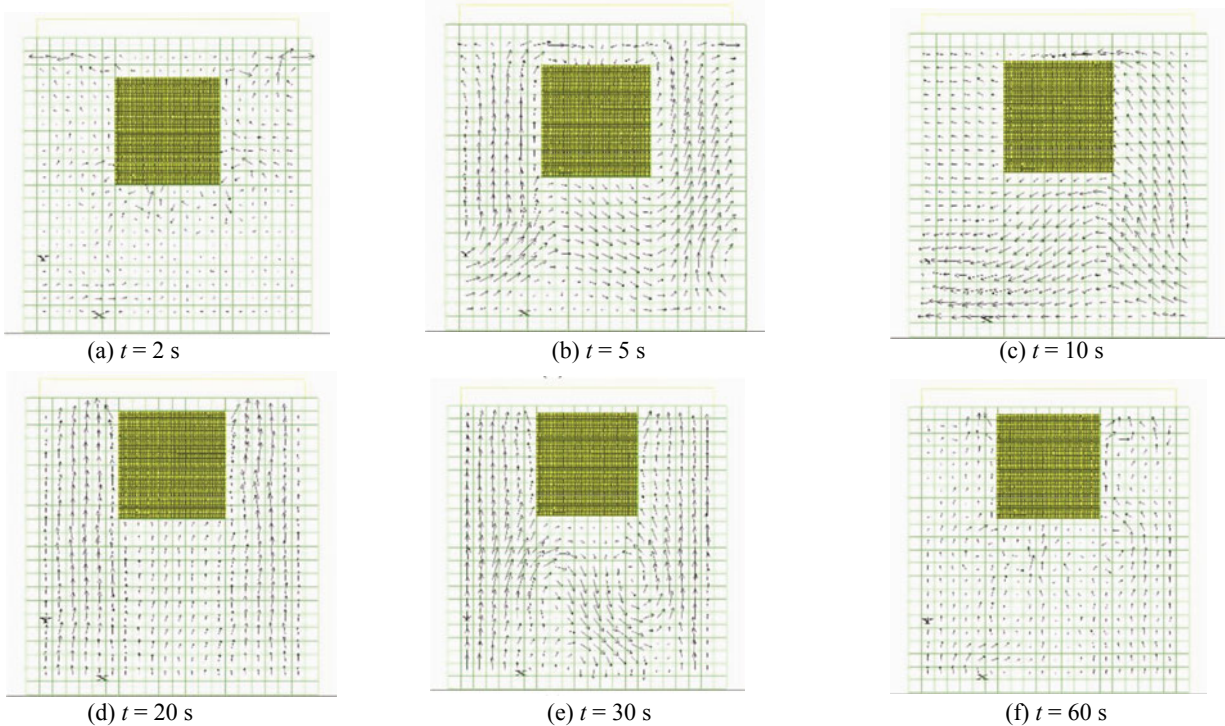 (a) t = 2 s
(b) t = 5 s
(c) t = 10 s
(d) t = 20 s
(e) t = 30 s
(f) t = 60 s